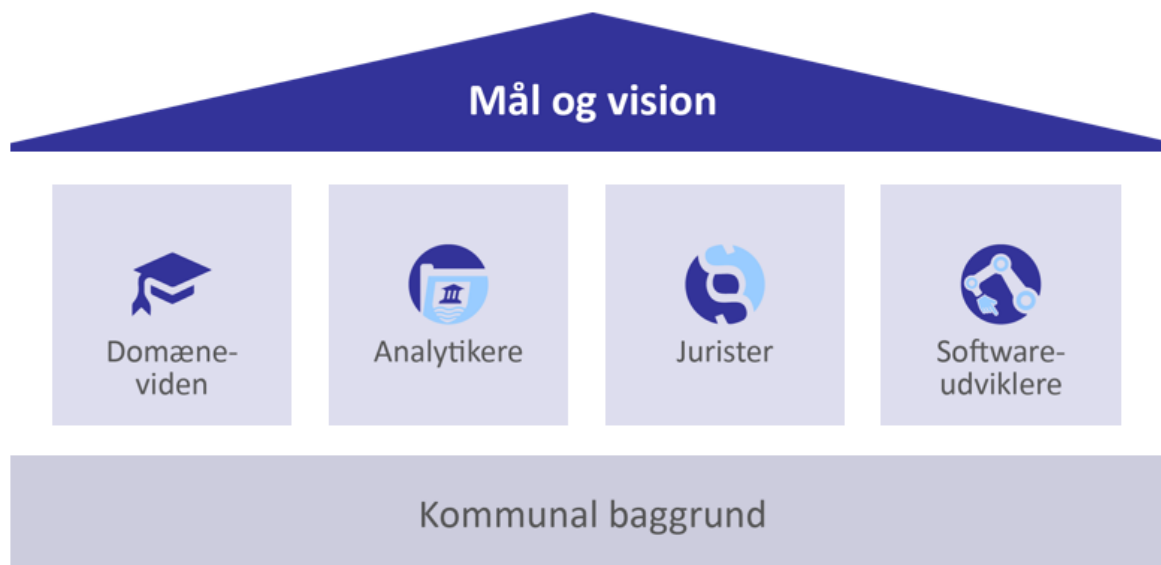 Mål og vision
Domæne-
viden
Analytikere
Jurister
Software-
udviklere
Kommunal baggrund